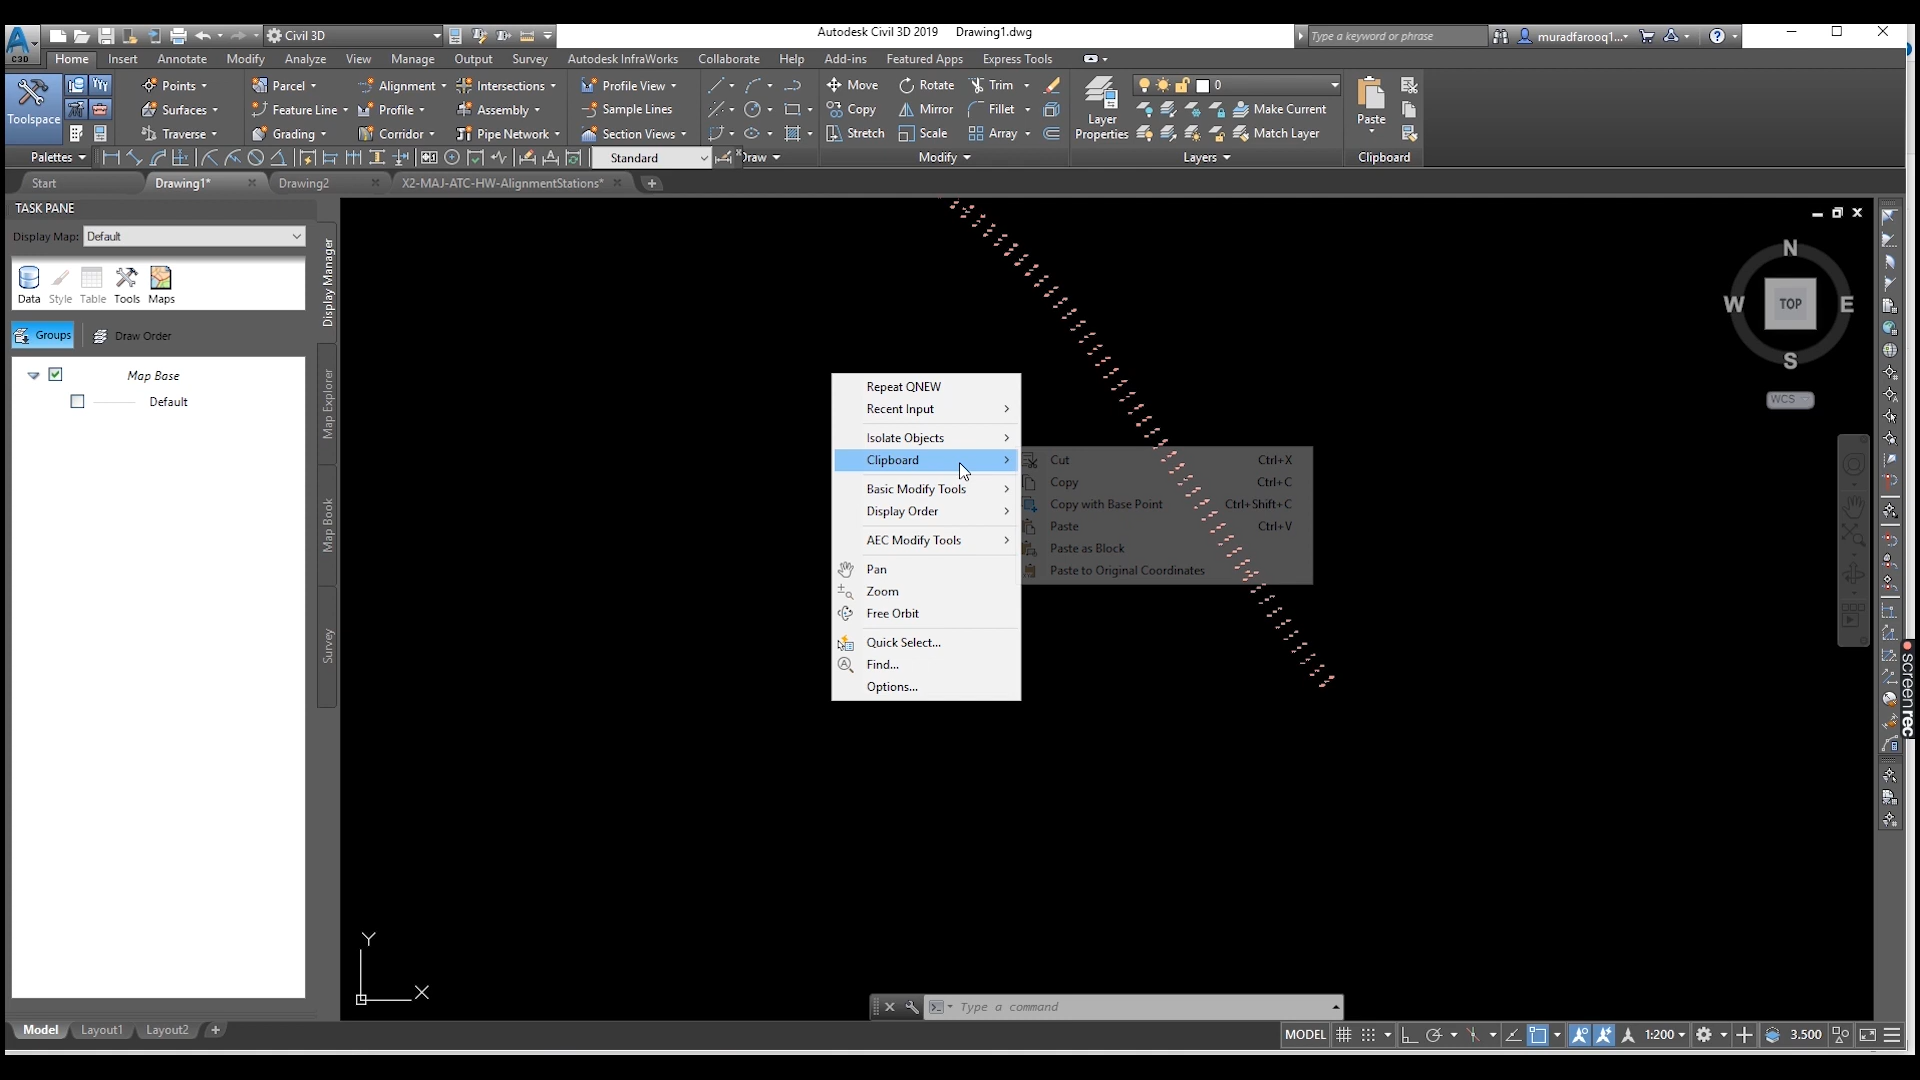 Civil 3D
Autodesk Civil 3D 2019 Drawing1.dwg
Type a keyword or phrase
muradfarooq1...
C3D
Home Insert Annotate Modify Analyze View Manage Output Survey Autodesk InfraWorks Collaborate Help Add-ins Featured Apps Express Tools
Toolspace
Points Parcel Alignment Intersections Profile View Move Rotate Trim 0
Surfaces Feature Line Profile Assembly Sample Lines Copy Mirror Fillet Make Current
Traverse Grading Corridor Pipe Network Section Views Stretch Scale Array Match Layer
Layer
Properties
Paste
Palettes Standard Draw Modify Layers Clipboard
Start Drawing1* Drawing2 X2-MAJ-ATC-HW-AlignmentStations*
TASK PANE
Display Map: Default
Data Style Table Tools Maps
Groups Draw Order
Map Base
Default
Display Manager
Map Explorer
Map Book
Survey
Repeat QNEW
Recent Input
Isolate Objects
Clipboard
Basic Modify Tools
Display Order
AEC Modify Tools
Pan
Zoom
Free Orbit
Quick Select...
Find...
Options...
Cut Ctrl+X
Copy Ctrl+C
Copy with Base Point Ctrl+Shift+C
Paste Ctrl+V
Paste as Block
Paste to Original Coordinates
N
W TOP E
S
WCS
screenrec
Y
X
Type a command
Model Layout1 Layout2
MODEL 1:200 3.500